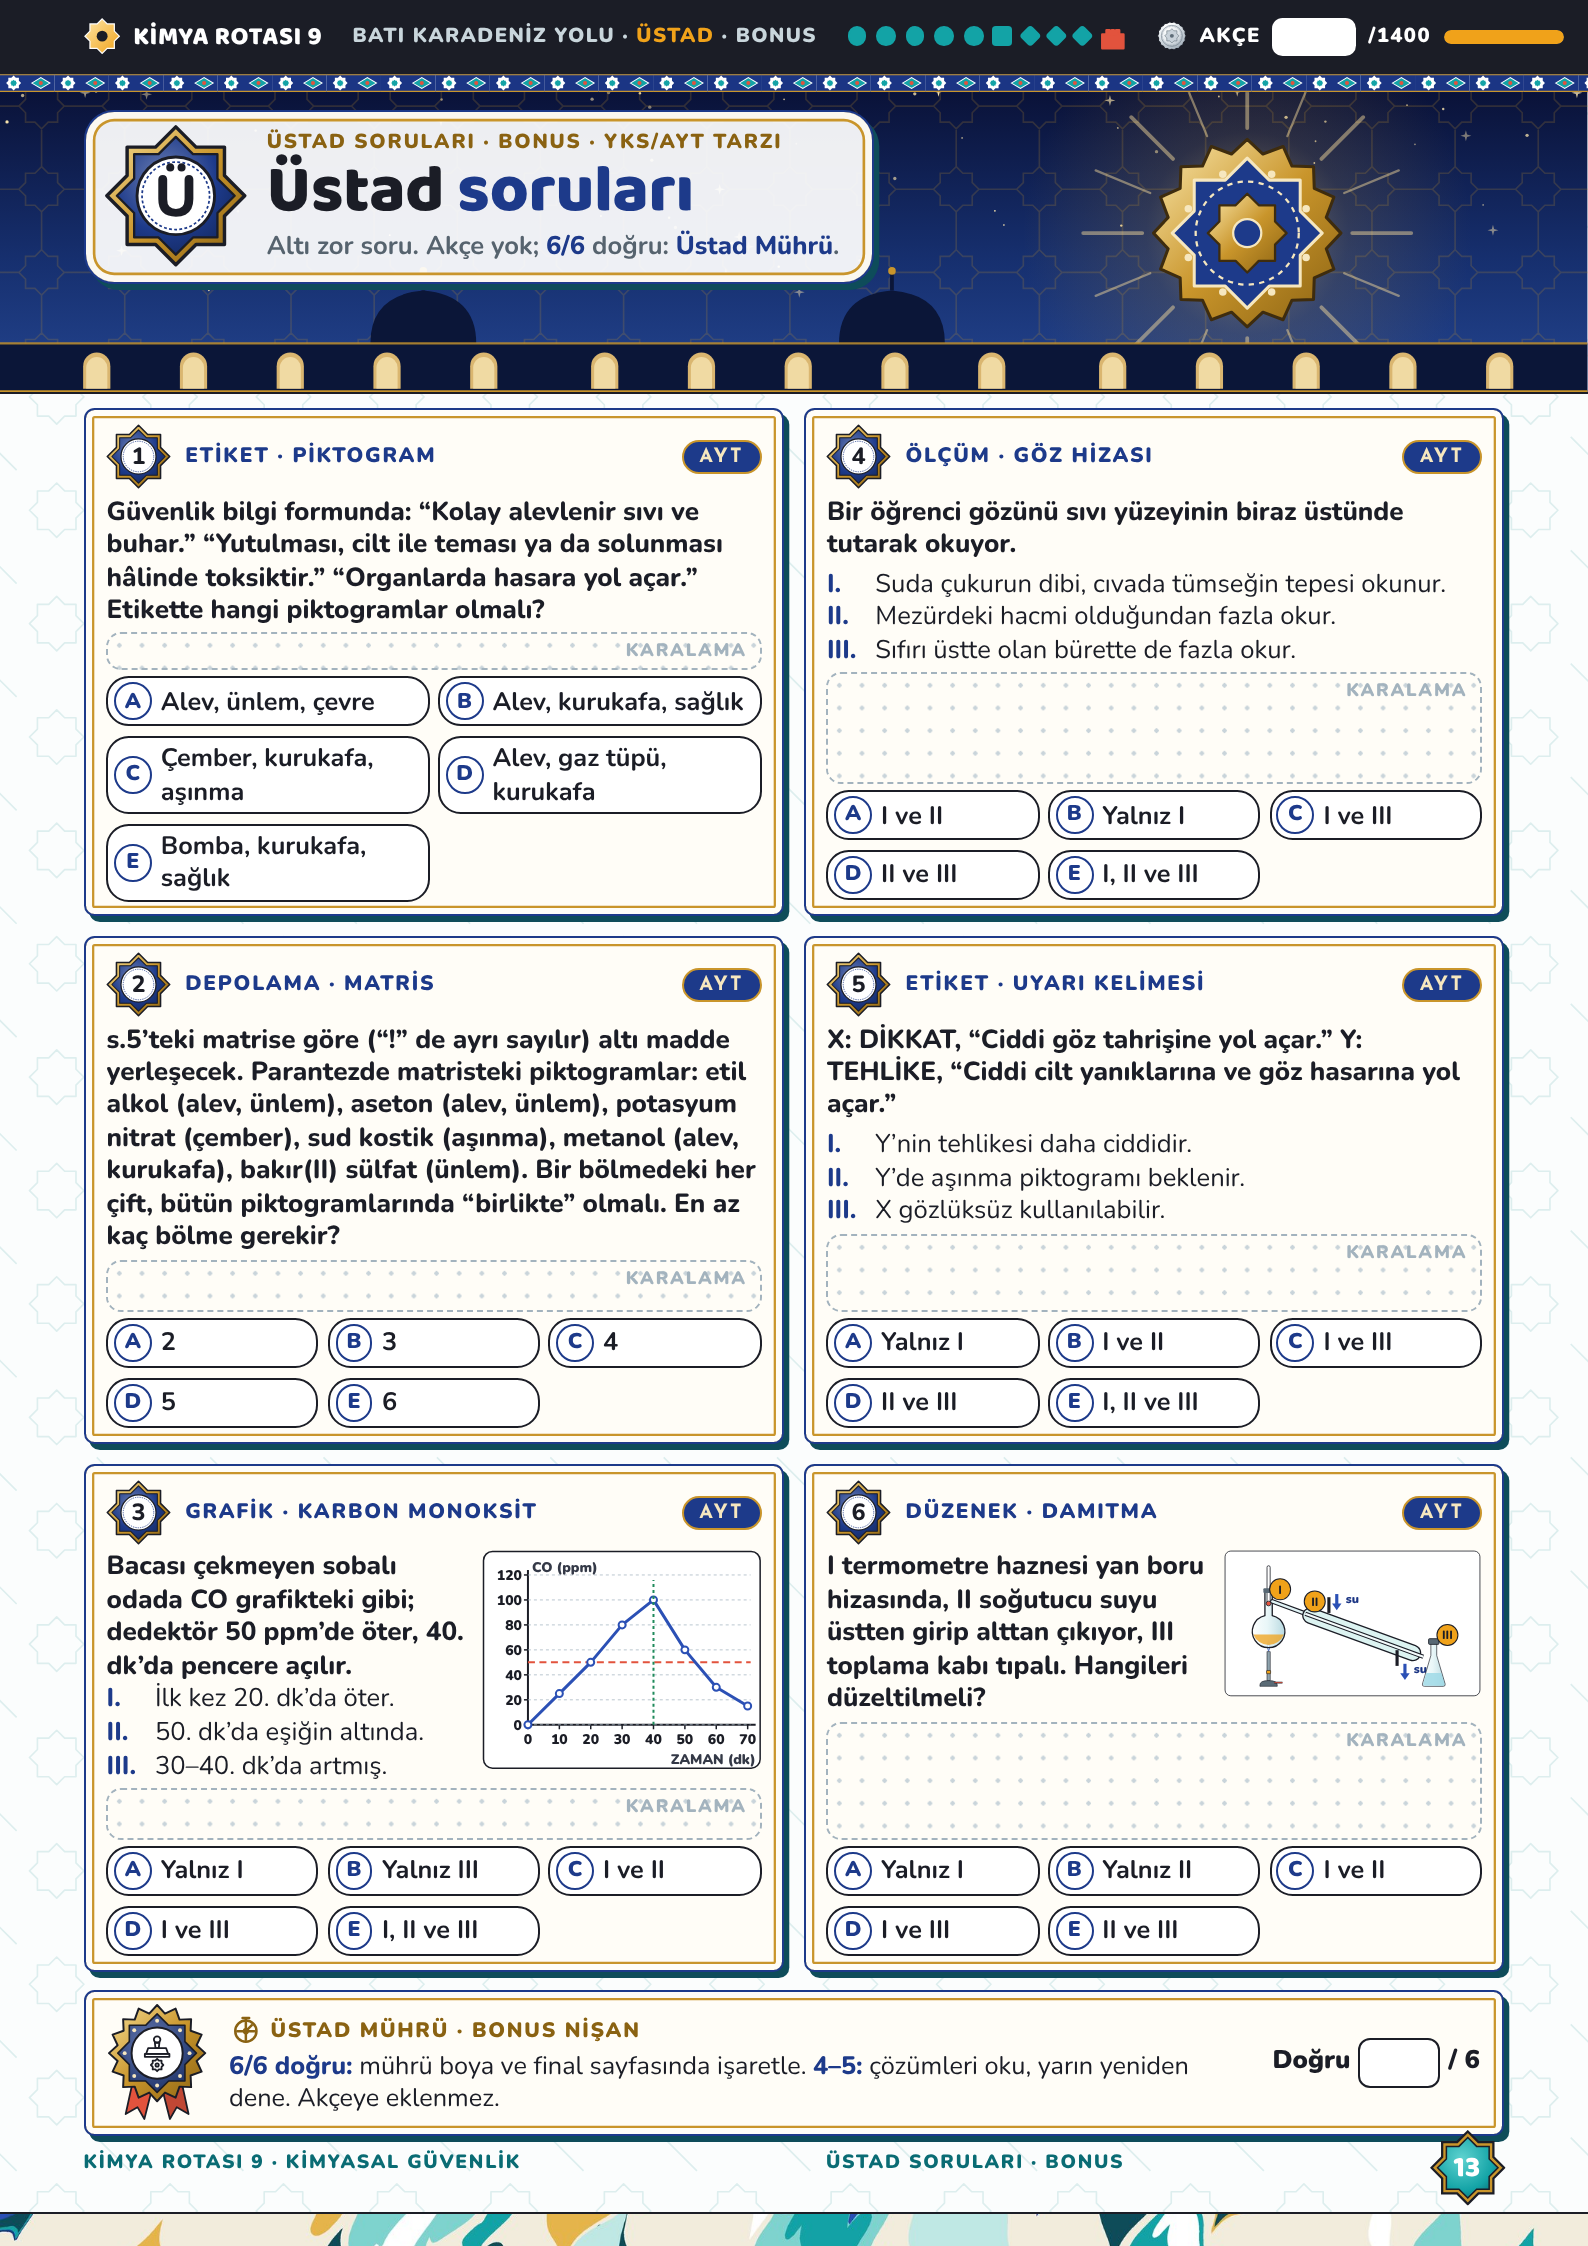 KİMYA ROTASI 9 BATI KARADENİZ YOLU · ÜSTAD · BONUS AKÇE /1400
ÜSTAD SORULARI · BONUS · YKS/AYT TARZI
Ü
Üstad soruları
Altı zor soru. Akçe yok; 6/6 doğru: Üstad Mührü.
1 ETİKET · PİKTOGRAM AYT
Güvenlik bilgi formunda: “Kolay alevlenir sıvı ve
buhar.” “Yutulması, cilt ile teması ya da solunması
hâlinde toksiktir.” “Organlarda hasara yol açar.”
Etikette hangi piktogramlar olmalı?
KARALAMA
A Alev, ünlem, çevre
B Alev, kurukafa, sağlık
C Çember, kurukafa,
aşınma
D Alev, gaz tüpü,
kurukafa
E Bomba, kurukafa,
sağlık
2 DEPOLAMA · MATRİS AYT
s.5’teki matrise göre (“!” de ayrı sayılır) altı madde
yerleşecek. Parantezde matristeki piktogramlar: etil
alkol (alev, ünlem), aseton (alev, ünlem), potasyum
nitrat (çember), sud kostik (aşınma), metanol (alev,
kurukafa), bakır(II) sülfat (ünlem). Bir bölmedeki her
çift, bütün piktogramlarında “birlikte” olmalı. En az
kaç bölme gerekir?
KARALAMA
A 2
B 3
C 4
D 5
E 6
3 GRAFİK · KARBON MONOKSİT AYT
Bacası çekmeyen sobalı
odada CO grafikteki gibi;
dedektör 50 ppm’de öter, 40.
dk’da pencere açılır.
I. İlk kez 20. dk’da öter.
II. 50. dk’da eşiğin altında.
III. 30–40. dk’da artmış.
CO (ppm)
120
100
80
60
40
20
0
0 10 20 30 40 50 60 70
ZAMAN (dk)
KARALAMA
A Yalnız I
B Yalnız III
C I ve II
D I ve III
E I, II ve III
4 ÖLÇÜM · GÖZ HİZASI AYT
Bir öğrenci gözünü sıvı yüzeyinin biraz üstünde
tutarak okuyor.
I. Suda çukurun dibi, cıvada tümseğin tepesi okunur.
II. Mezürdeki hacmi olduğundan fazla okur.
III. Sıfırı üstte olan bürette de fazla okur.
KARALAMA
A I ve II
B Yalnız I
C I ve III
D II ve III
E I, II ve III
5 ETİKET · UYARI KELİMESİ AYT
X: DİKKAT, “Ciddi göz tahrişine yol açar.” Y:
TEHLİKE, “Ciddi cilt yanıklarına ve göz hasarına yol
açar.”
I. Y’nin tehlikesi daha ciddidir.
II. Y’de aşınma piktogramı beklenir.
III. X gözlüksüz kullanılabilir.
KARALAMA
A Yalnız I
B I ve II
C I ve III
D II ve III
E I, II ve III
6 DÜZENEK · DAMITMA AYT
I termometre haznesi yan boru
hizasında, II soğutucu suyu
üstten girip alttan çıkıyor, III
toplama kabı tıpalı. Hangileri
düzeltilmeli?
I
II
su
III
su
KARALAMA
A Yalnız I
B Yalnız II
C I ve II
D I ve III
E II ve III
ÜSTAD MÜHRÜ · BONUS NİŞAN
6/6 doğru: mührü boya ve final sayfasında işaretle. 4–5: çözümleri oku, yarın yeniden
dene. Akçeye eklenmez.
Doğru / 6
KİMYA ROTASI 9 · KİMYASAL GÜVENLİK
ÜSTAD SORULARI · BONUS
13